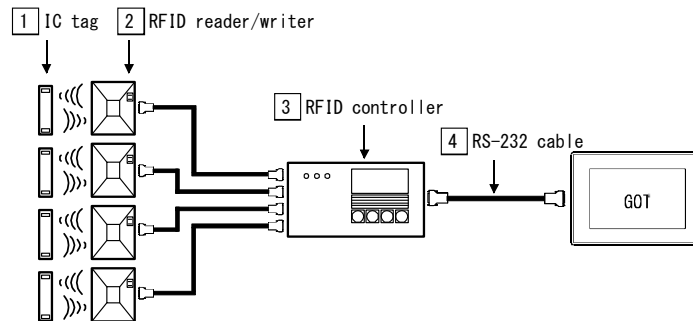 1 IC tag
2 RFID reader/writer
3 RFID controller
4 RS-232 cable
GOT